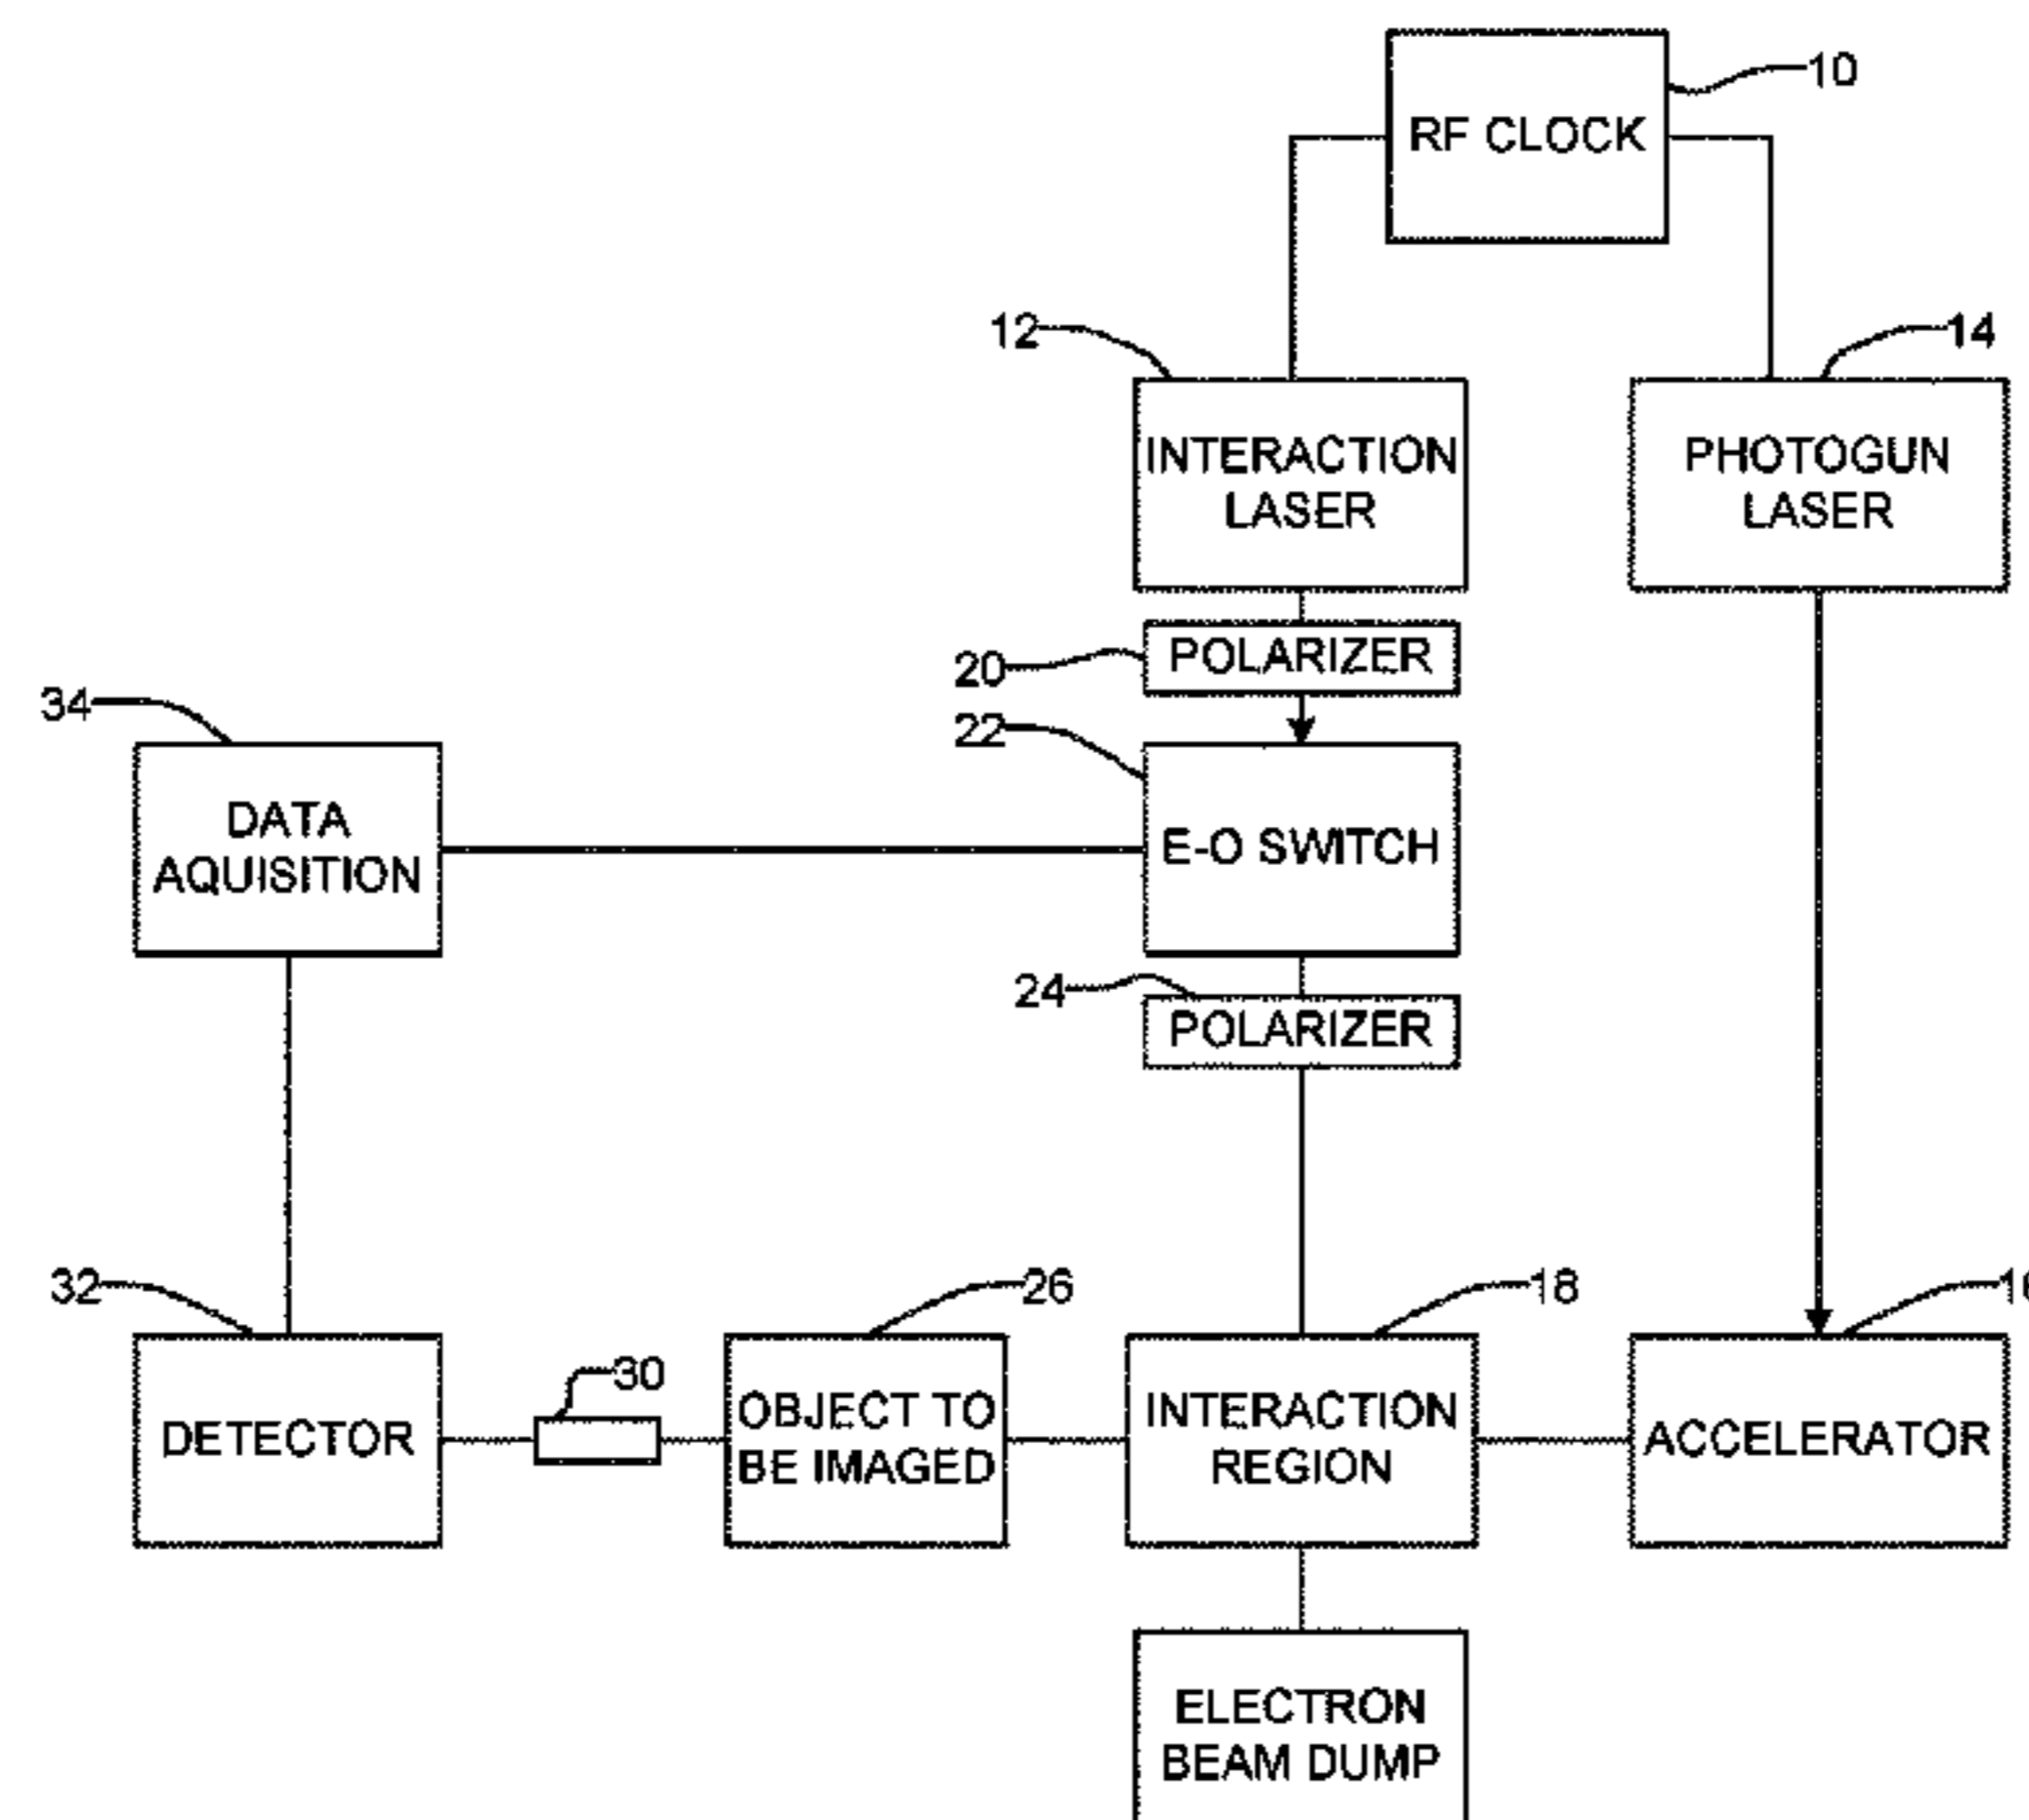 10
RF CLOCK
12
14
INTERACTION
LASER
PHOTOGUN
LASER
20
POLARIZER
34
22
DATA
AQUISITION
E-O SWITCH
24
POLARIZER
32
26
18
30
DETECTOR
OBJECT TO
BE IMAGED
INTERACTION
REGION
ACCELERATOR
ELECTRON
BEAM DUMP